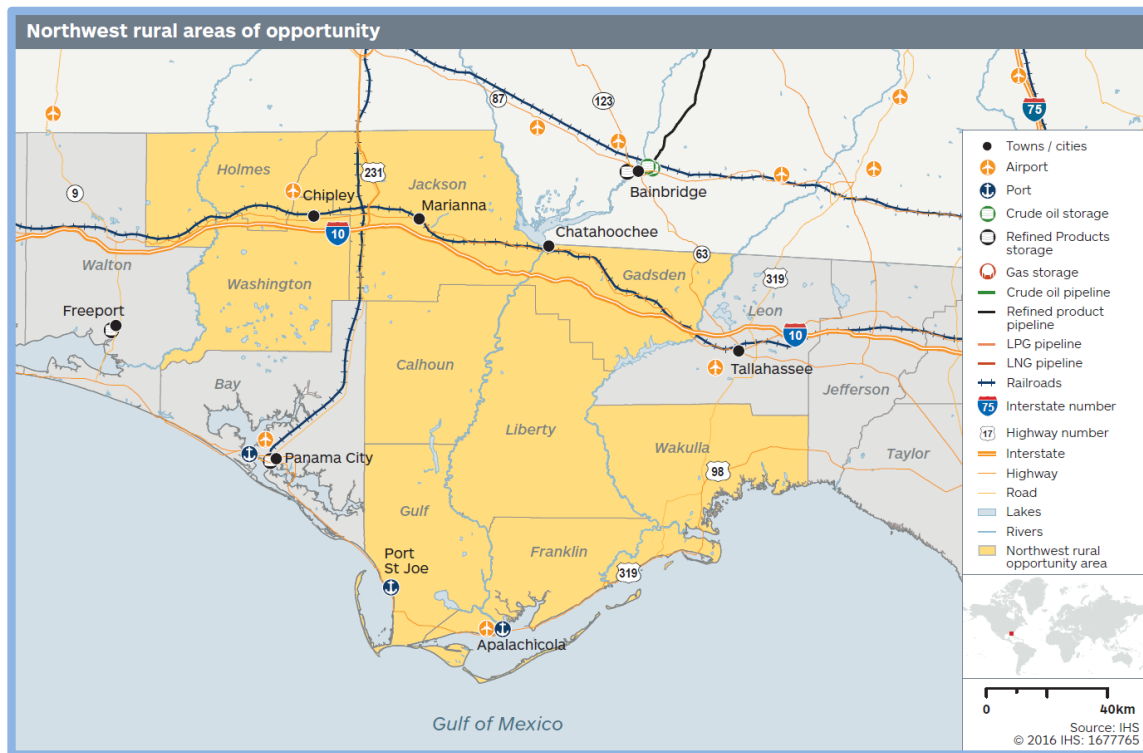 Northwest rural areas of opportunity
87
123
75
Holmes
231
Jackson
Chipley
Marianna
Bainbridge
9
10
Chatahoochee
63
Walton
Washington
Gadsden
319
Freeport
Leon
10
Tallahassee
Calhoun
Bay
Jefferson
Liberty
Wakulla
Taylor
Panama City
98
Gulf
Franklin
Port
St Joe
319
Apalachicola
Gulf of Mexico
Towns / cities
Airport
Port
Crude oil storage
Refined Products
storage
Gas storage
Crude oil pipeline
Refined product
pipeline
LPG pipeline
LNG pipeline
Railroads
75
Interstate number
17
Highway number
Interstate
Highway
Road
Lakes
Rivers
Northwest rural
opportunity area
0
40km
Source: IHS
© 2016 IHS: 1677765